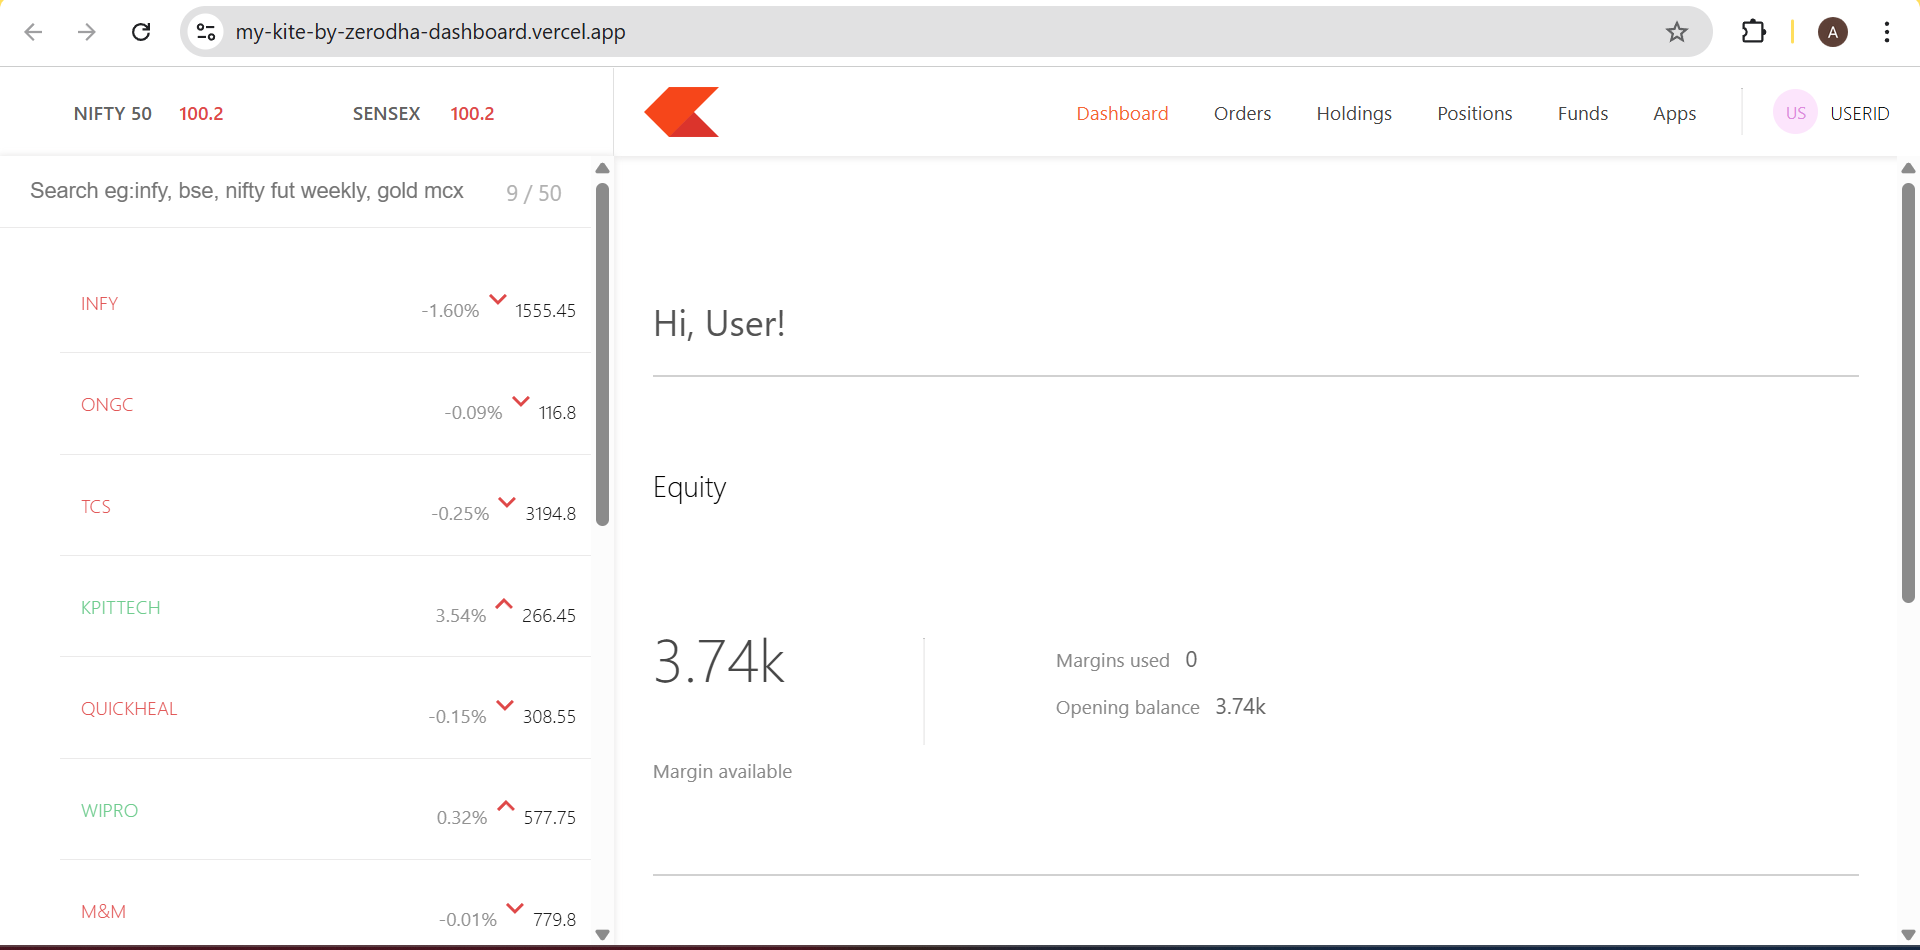 my-kite-by-zerodha-dashboard.vercel.app
A
NIFTY 50 100.2 SENSEX 100.2
Dashboard Orders Holdings Positions Funds Apps US USERID
Search eg:infy, bse, nifty fut weekly, gold mcx 9 / 50
INFY -1.60% 1555.45
ONGC -0.09% 116.8
TCS -0.25% 3194.8
KPITTECH 3.54% 266.45
QUICKHEAL -0.15% 308.55
WIPRO 0.32% 577.75
M&M -0.01% 779.8
Hi, User!
Equity
3.74k
Margin available
Margins used 0
Opening balance 3.74k